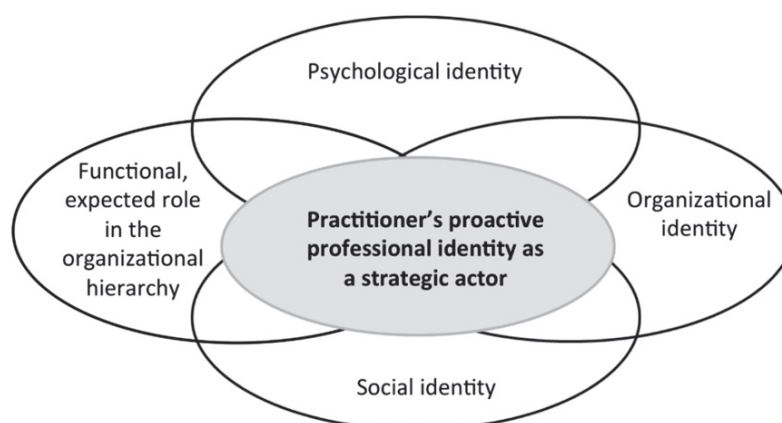 Psychological identity
Functional,
expected role
in the
organizational
hierarchy
Practitioner's proactive
professional identity as
a strategic actor
Organizational
identity
Social identity